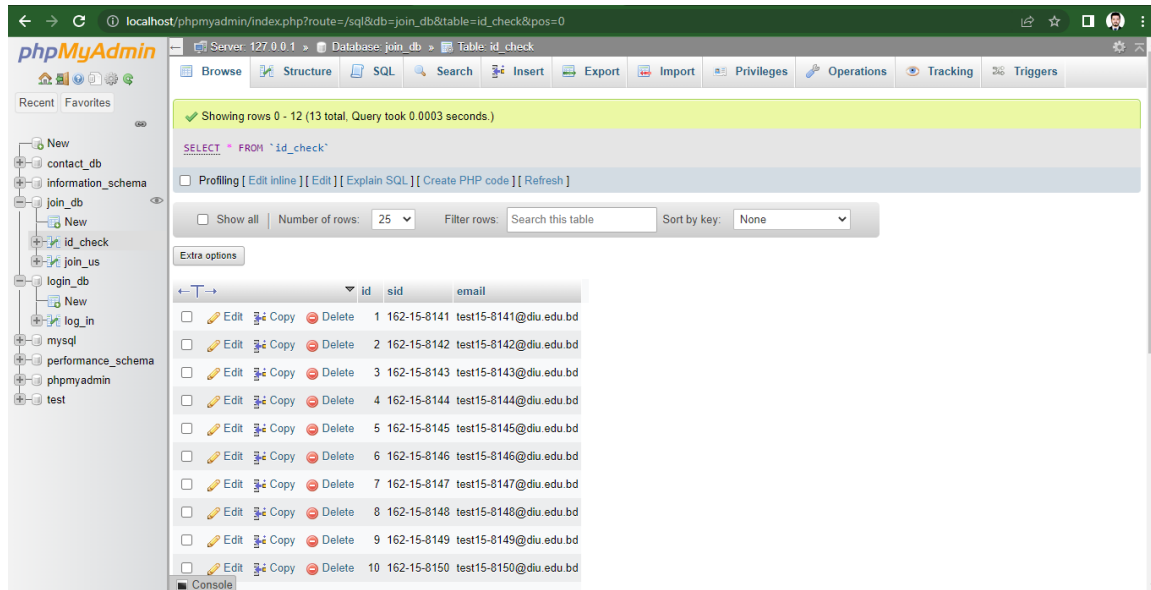 localhost/phpmyadmin/index.php?route=/sql&db=join_db&table=id_check&pos=0
phpMyAdmin
Recent Favorites
New
contact_db
information_schema
join_db
New
id_check
join_us
login_db
New
log_in
mysql
performance_schema
phpmyadmin
test
Server: 127.0.0.1 » Database: join_db » Table: id_check
Browse Structure SQL Search Insert Export Import Privileges Operations Tracking Triggers
Showing rows 0 - 12 (13 total, Query took 0.0003 seconds.)
SELECT * FROM `id_check`
Profiling [ Edit inline ] [ Edit ] [ Explain SQL ] [ Create PHP code ] [ Refresh ]
Show all | Number of rows: 25 Filter rows: Search this table Sort by key: None
Extra options
←T→ id sid email
Edit Copy Delete 1 162-15-8141 test15-8141@diu.edu.bd
Edit Copy Delete 2 162-15-8142 test15-8142@diu.edu.bd
Edit Copy Delete 3 162-15-8143 test15-8143@diu.edu.bd
Edit Copy Delete 4 162-15-8144 test15-8144@diu.edu.bd
Edit Copy Delete 5 162-15-8145 test15-8145@diu.edu.bd
Edit Copy Delete 6 162-15-8146 test15-8146@diu.edu.bd
Edit Copy Delete 7 162-15-8147 test15-8147@diu.edu.bd
Edit Copy Delete 8 162-15-8148 test15-8148@diu.edu.bd
Edit Copy Delete 9 162-15-8149 test15-8149@diu.edu.bd
Edit Copy Delete 10 162-15-8150 test15-8150@diu.edu.bd
Console